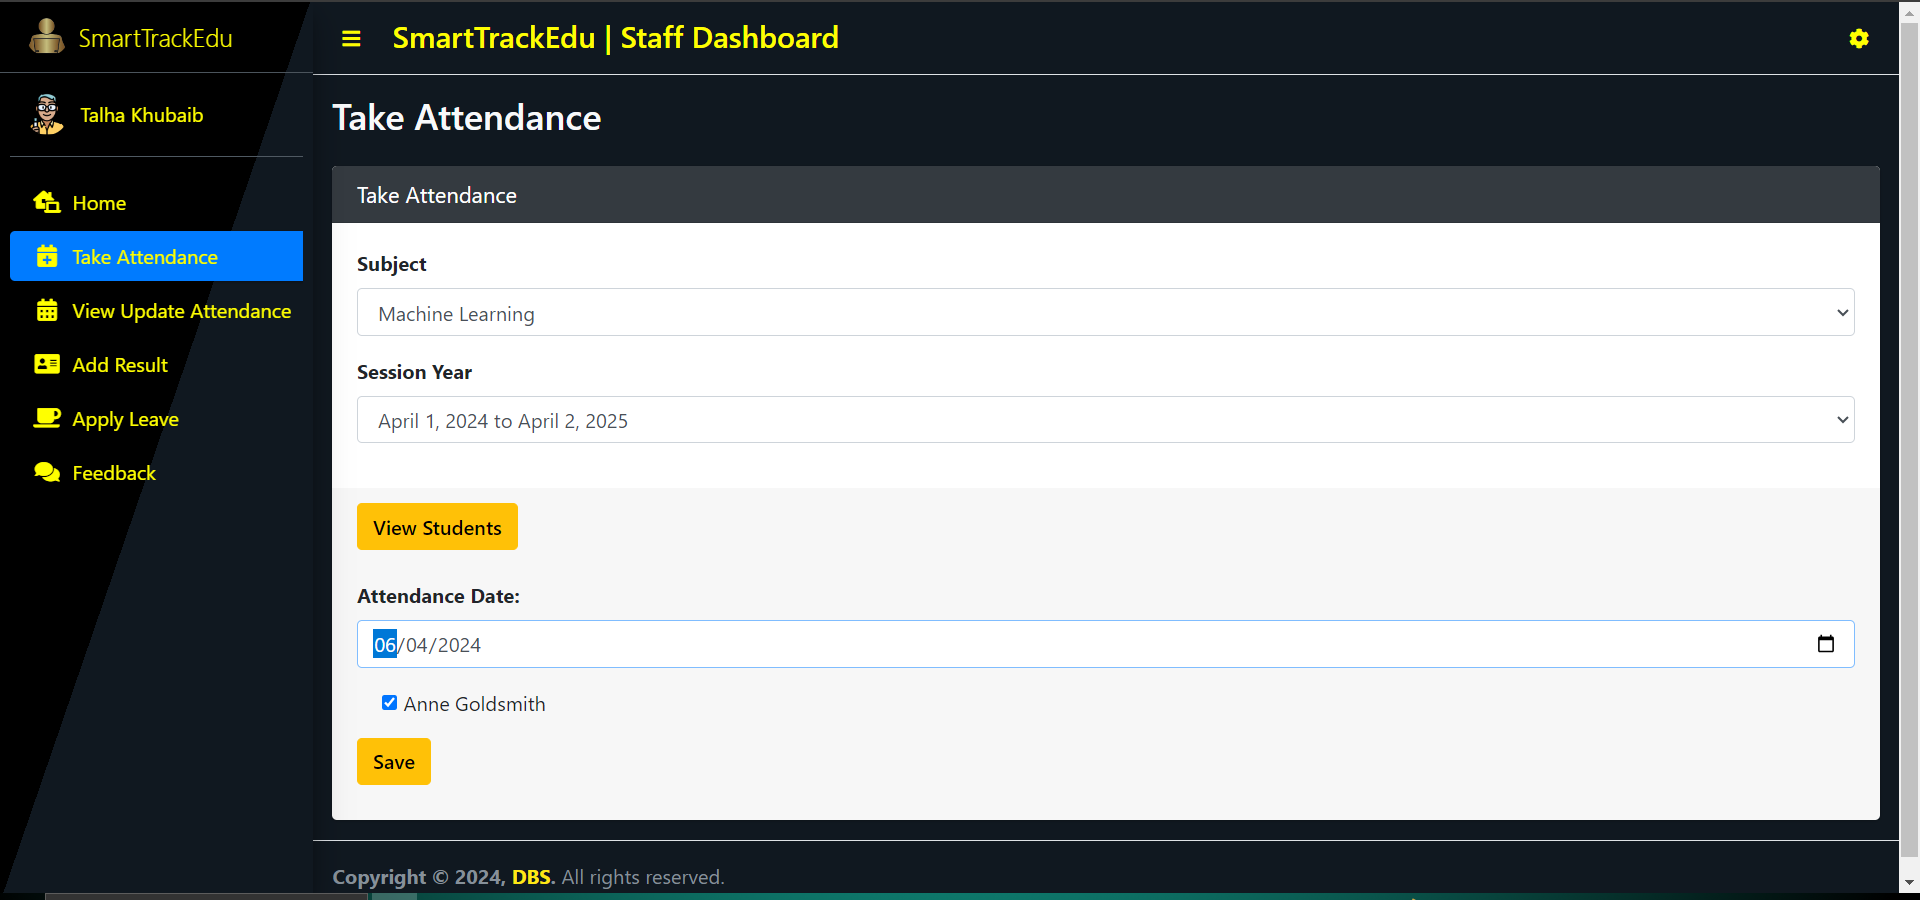 SmartTrackEdu
SmartTrackEdu | Staff Dashboard
Talha Khubaib
Home
Take Attendance
View Update Attendance
Add Result
Apply Leave
Feedback
Take Attendance
Take Attendance
Subject
Machine Learning
Session Year
April 1, 2024 to April 2, 2025
View Students
Attendance Date:
06/04/2024
Anne Goldsmith
Save
Copyright © 2024, DBS. All rights reserved.